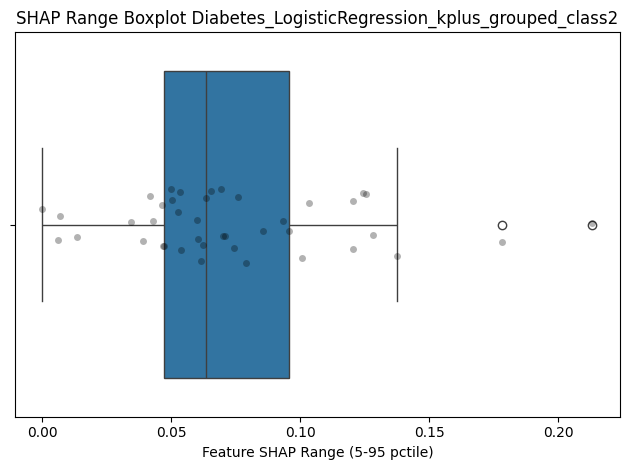 SHAP Range Boxplot Diabetes_LogisticRegression_kplus_grouped_class2
0.00 0.05 0.10 0.15 0.20
Feature SHAP Range (5-95 pctile)